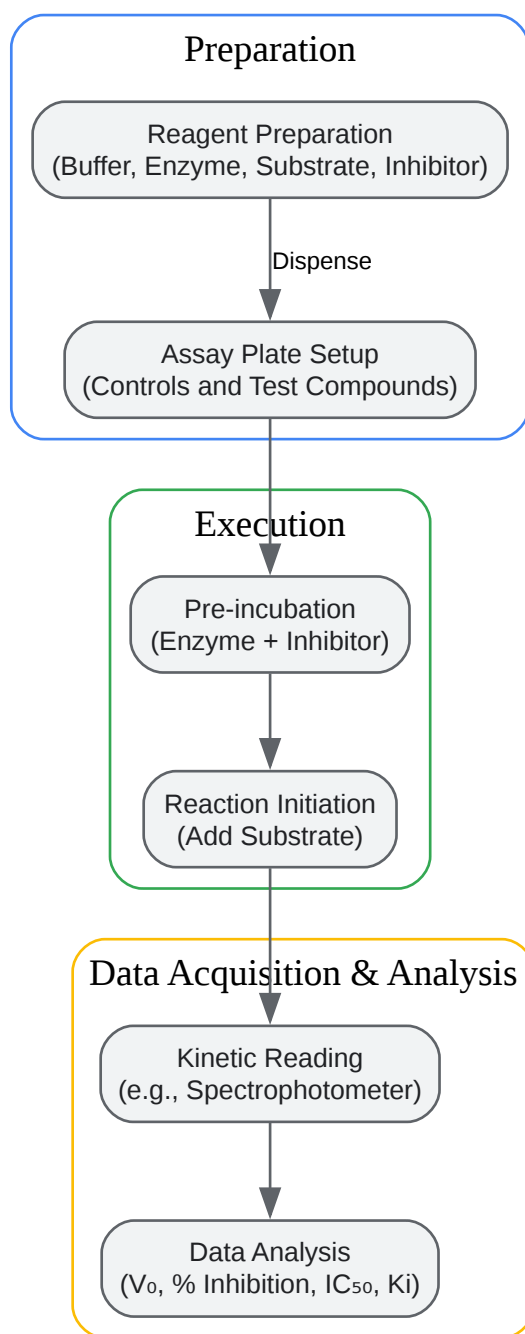 Preparation
Reagent Preparation
(Buffer, Enzyme, Substrate, Inhibitor)
Dispense
Assay Plate Setup
(Controls and Test Compounds)
Execution
Pre-incubation
(Enzyme + Inhibitor)
Reaction Initiation
(Add Substrate)
Data Acquisition & Analysis
Kinetic Reading
(e.g., Spectrophotometer)
Data Analysis
(V₀, % Inhibition, IC₅₀, Ki)